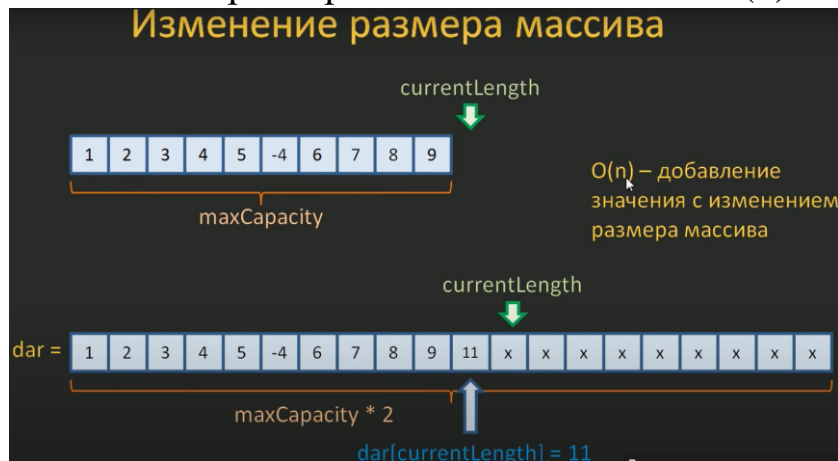 Изменение размера массива
currentLength
1 2 3 4 5 -4 6 7 8 9
maxCapacity
O(n) – добавление
значения с изменением
размера массива
currentLength
dar = 1 2 3 4 5 -4 6 7 8 9 11 x x x x x x x x x
maxCapacity * 2
dar[currentLength] = 11